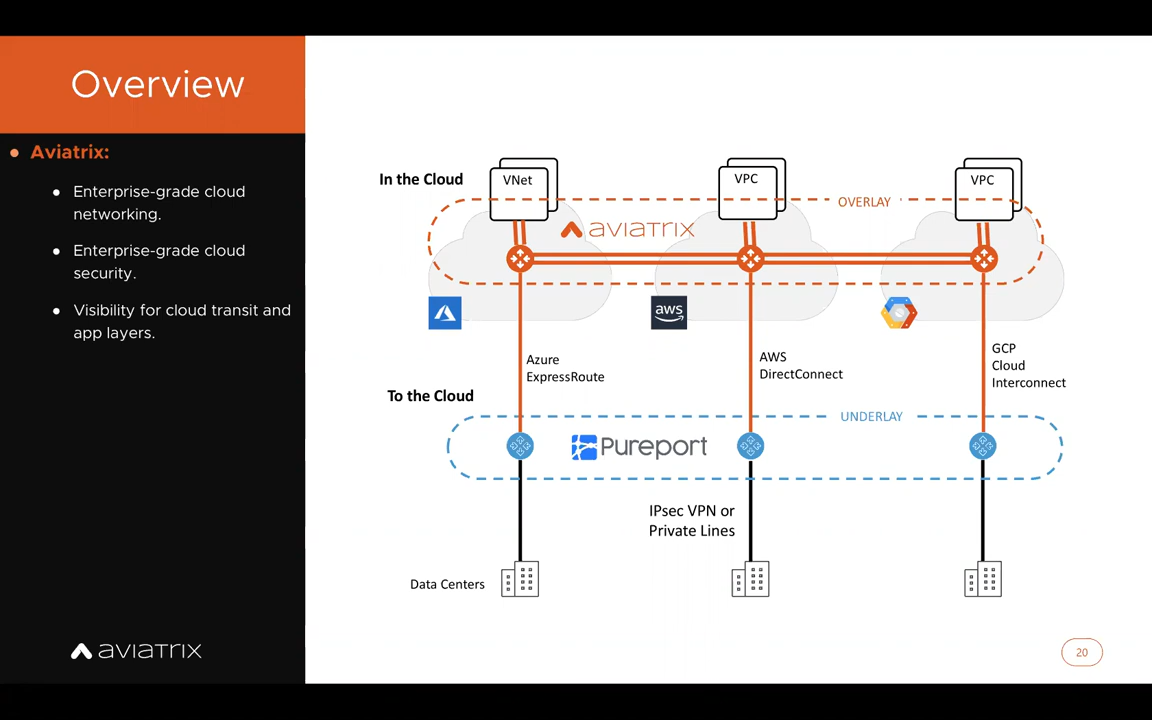 Overview
Aviatrix:
Enterprise-grade cloud
networking.
Enterprise-grade cloud
security.
Visibility for cloud transit and
app layers.
aviatrix
In the Cloud
VNet
VPC
VPC
OVERLAY
aviatrix
aws
Azure
ExpressRoute
AWS
DirectConnect
GCP
Cloud
Interconnect
To the Cloud
UNDERLAY
Pureport
IPsec VPN or
Private Lines
Data Centers
20